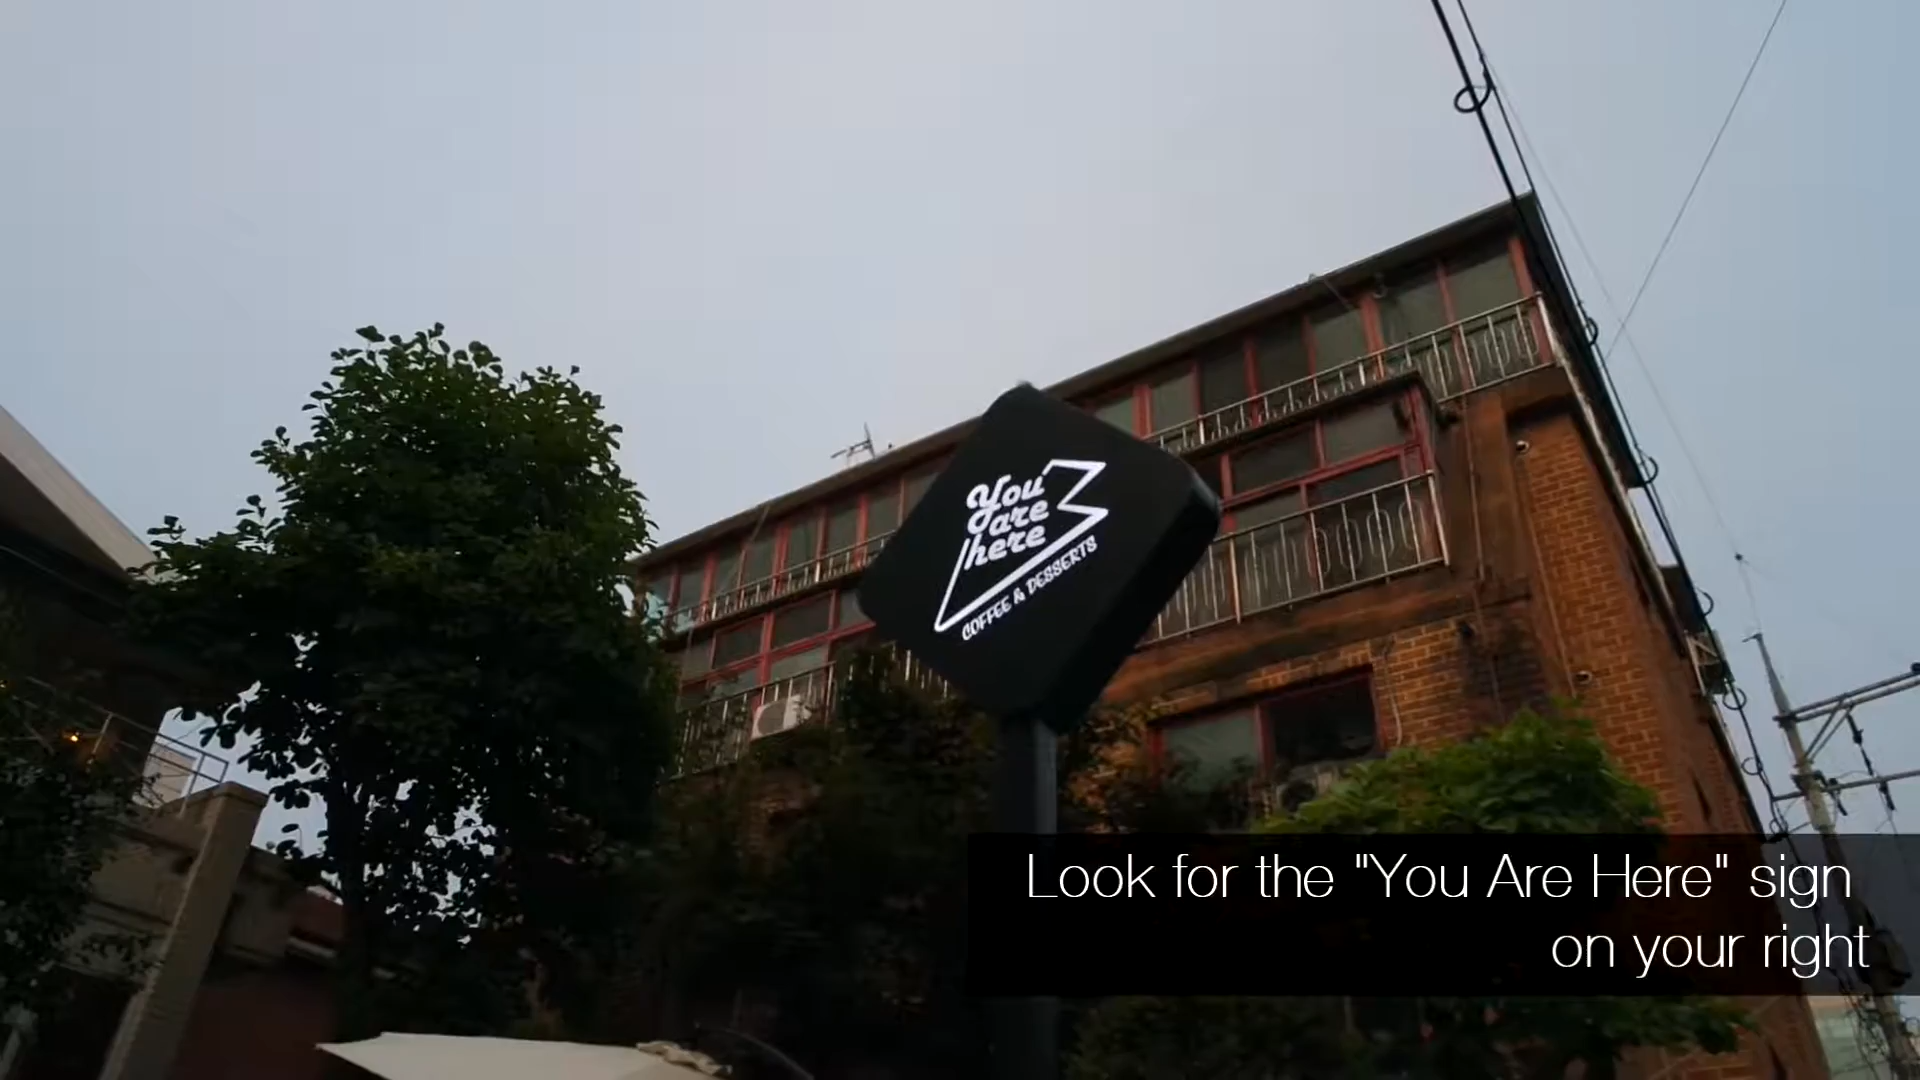 You
are
here
COFFEE & DESSERTS
Look for the "You Are Here" sign
on your right